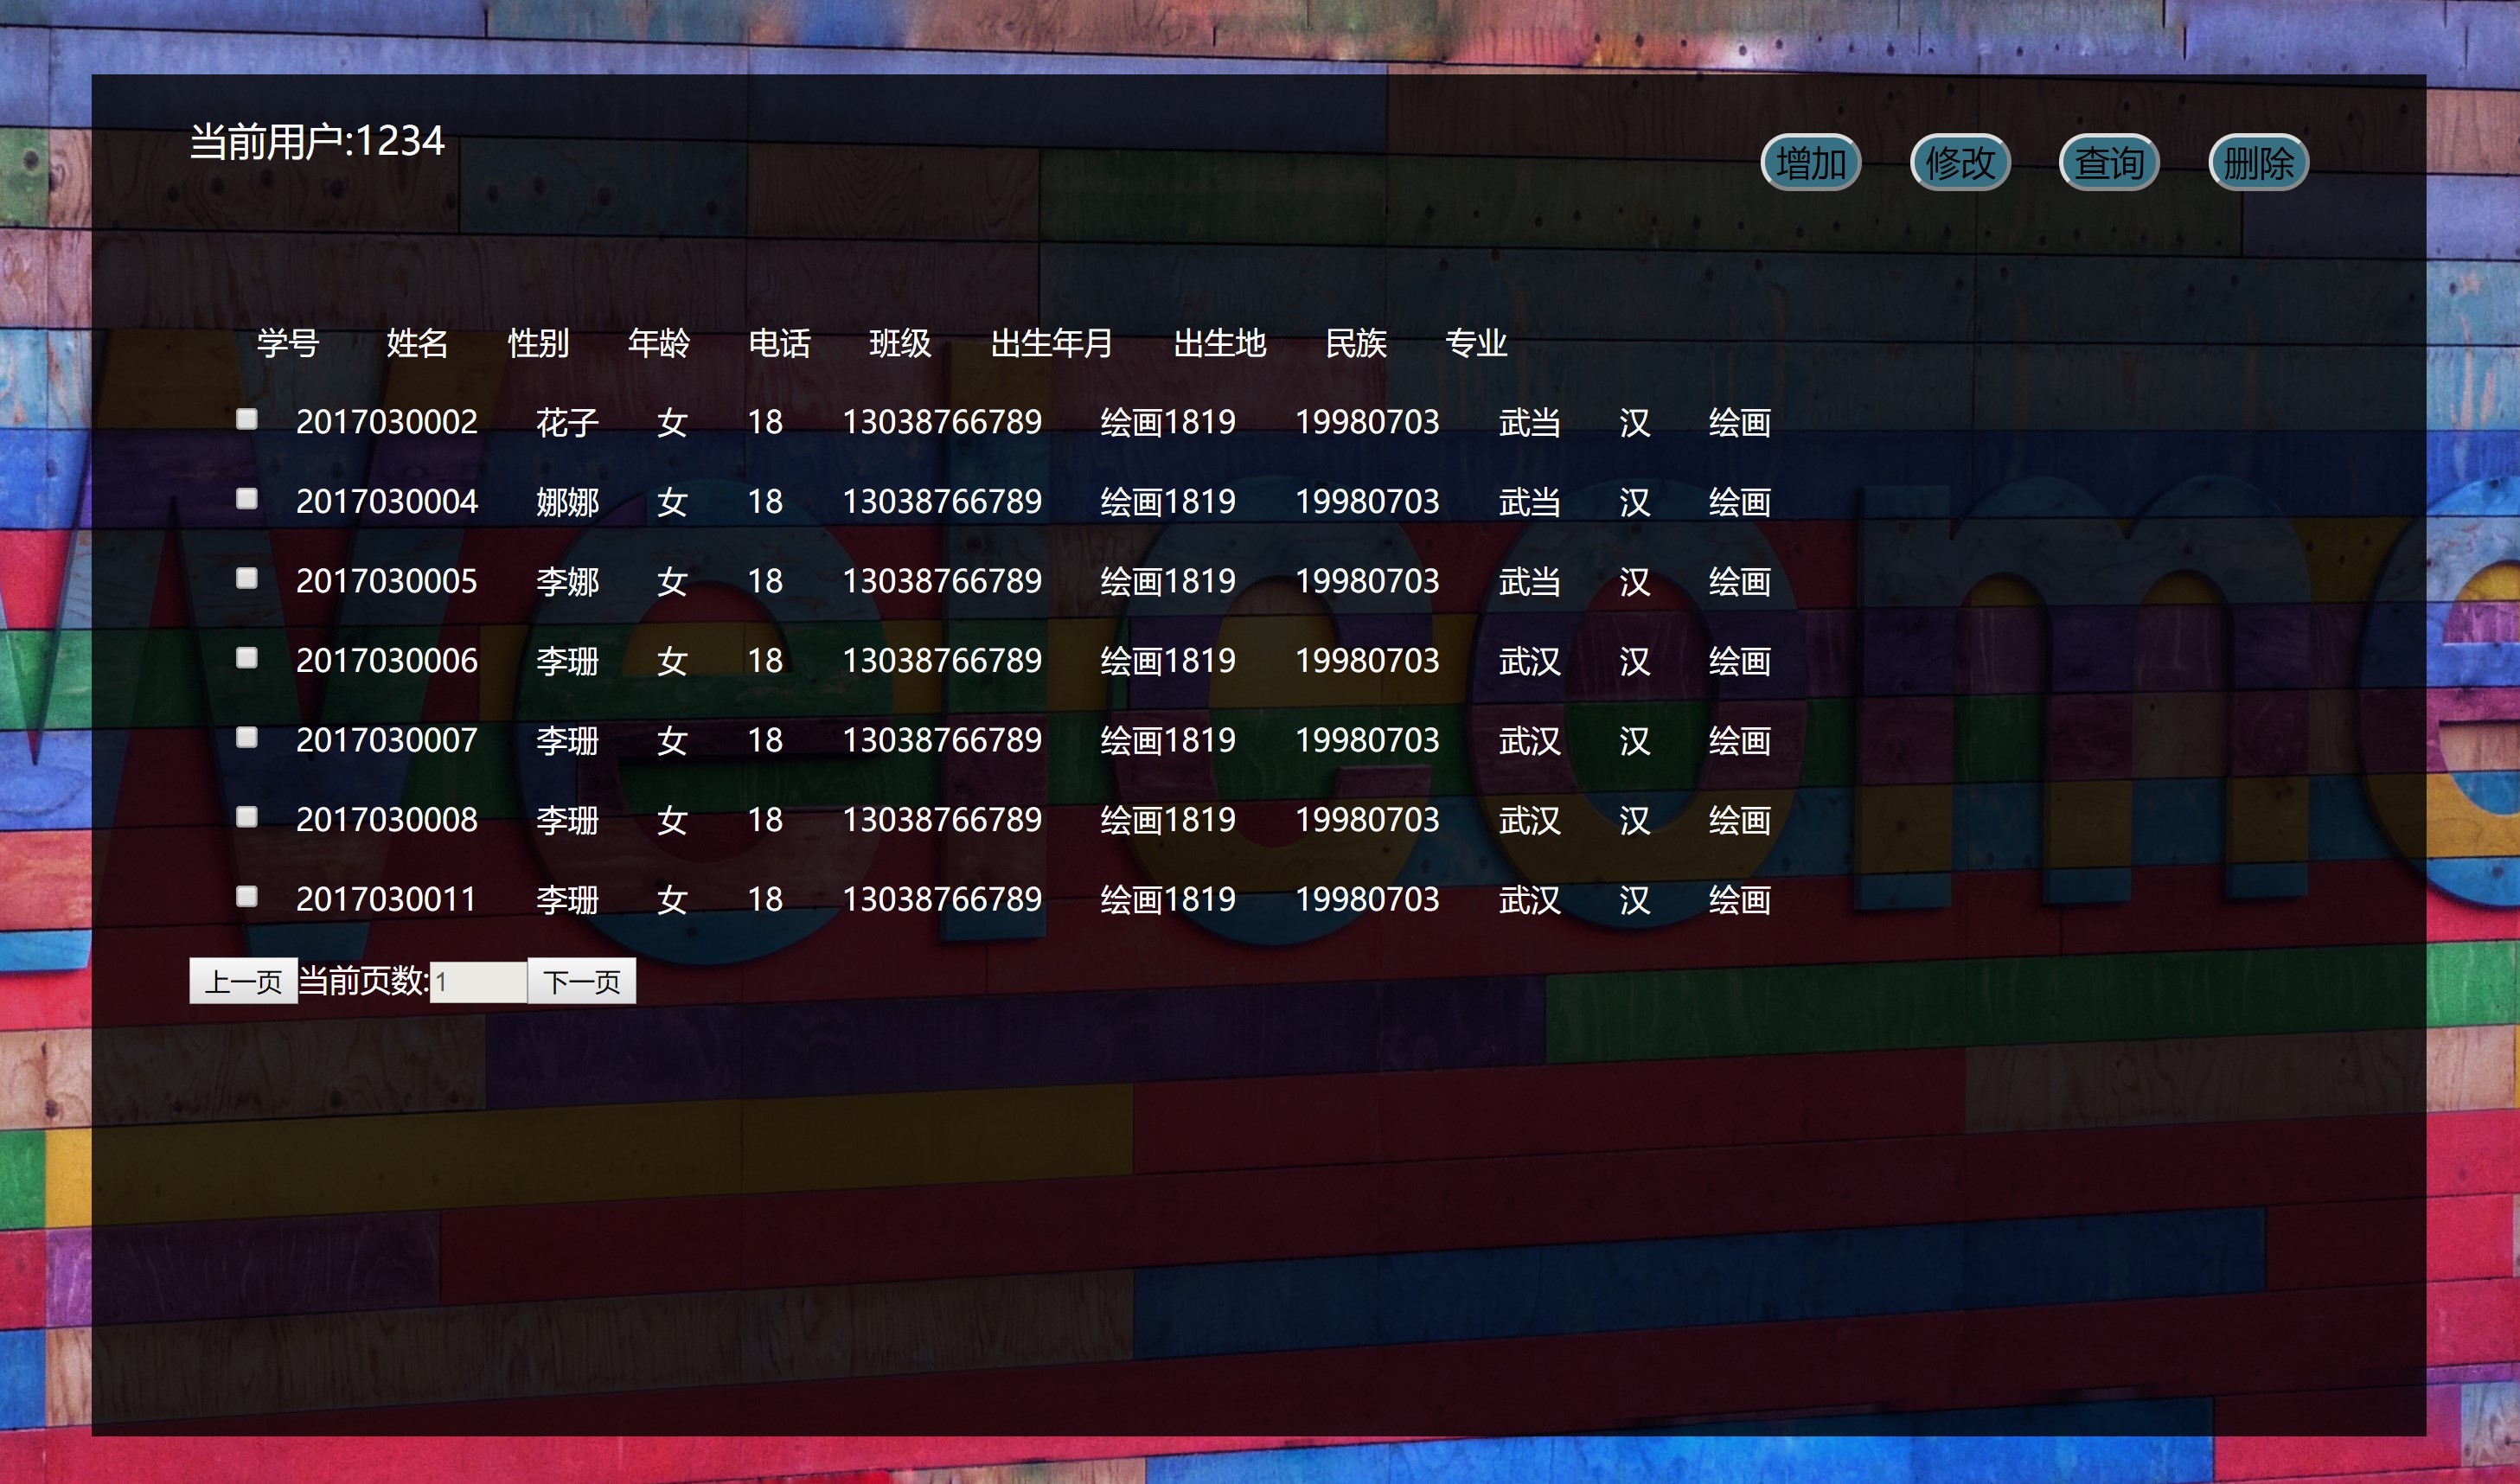 当前用户:1234
增加 修改 查询 删除
学号 姓名 性别 年龄 电话 班级 出生年月 出生地 民族 专业
2017030002 花子 女 18 13038766789 绘画1819 19980703 武当 汉 绘画
2017030004 娜娜 女 18 13038766789 绘画1819 19980703 武当 汉 绘画
2017030005 李娜 女 18 13038766789 绘画1819 19980703 武当 汉 绘画
2017030006 李珊 女 18 13038766789 绘画1819 19980703 武汉 汉 绘画
2017030007 李珊 女 18 13038766789 绘画1819 19980703 武汉 汉 绘画
2017030008 李珊 女 18 13038766789 绘画1819 19980703 武汉 汉 绘画
2017030011 李珊 女 18 13038766789 绘画1819 19980703 武汉 汉 绘画
上一页 当前页数:1 下一页
Welcome